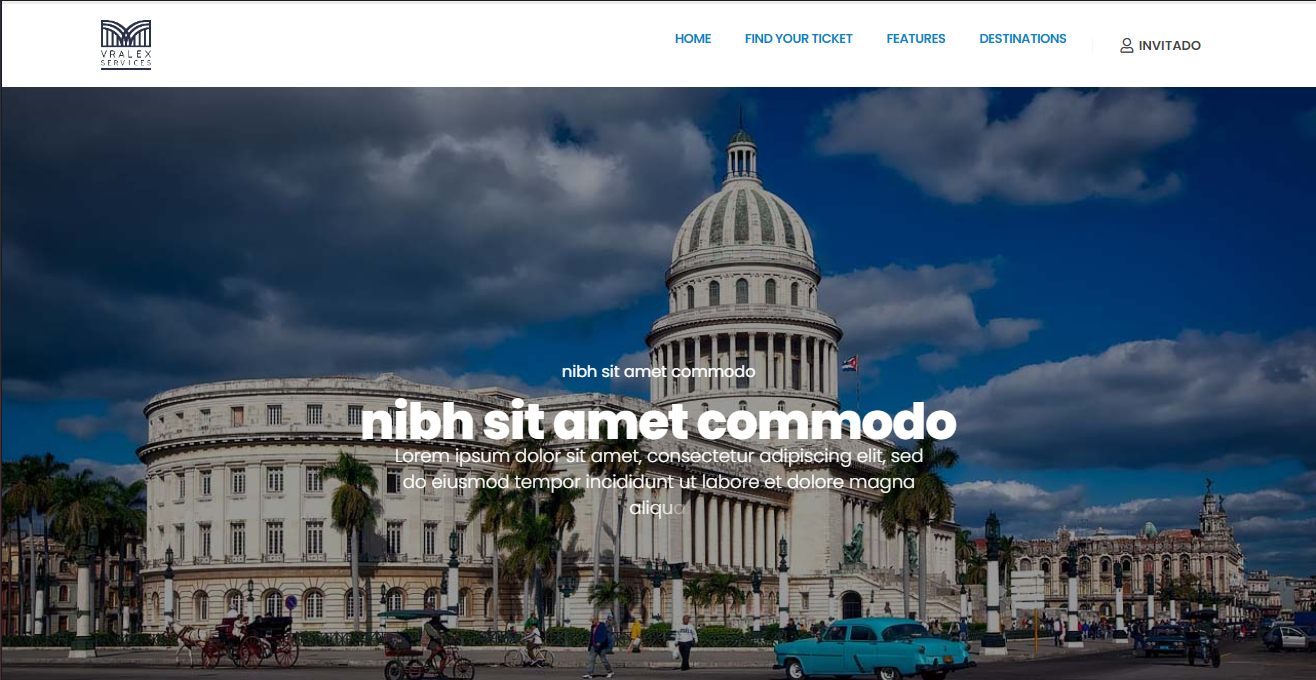 VRALEX
SERVICES
HOME FIND YOUR TICKET FEATURES DESTINATIONS INVITADO
nibh sit amet commodo
nibh sit amet commodo
Lorem ipsum dolor sit amet, consectetur adipiscing elit, sed
do eiusmod tempor incididunt ut labore et dolore magna
aliqua